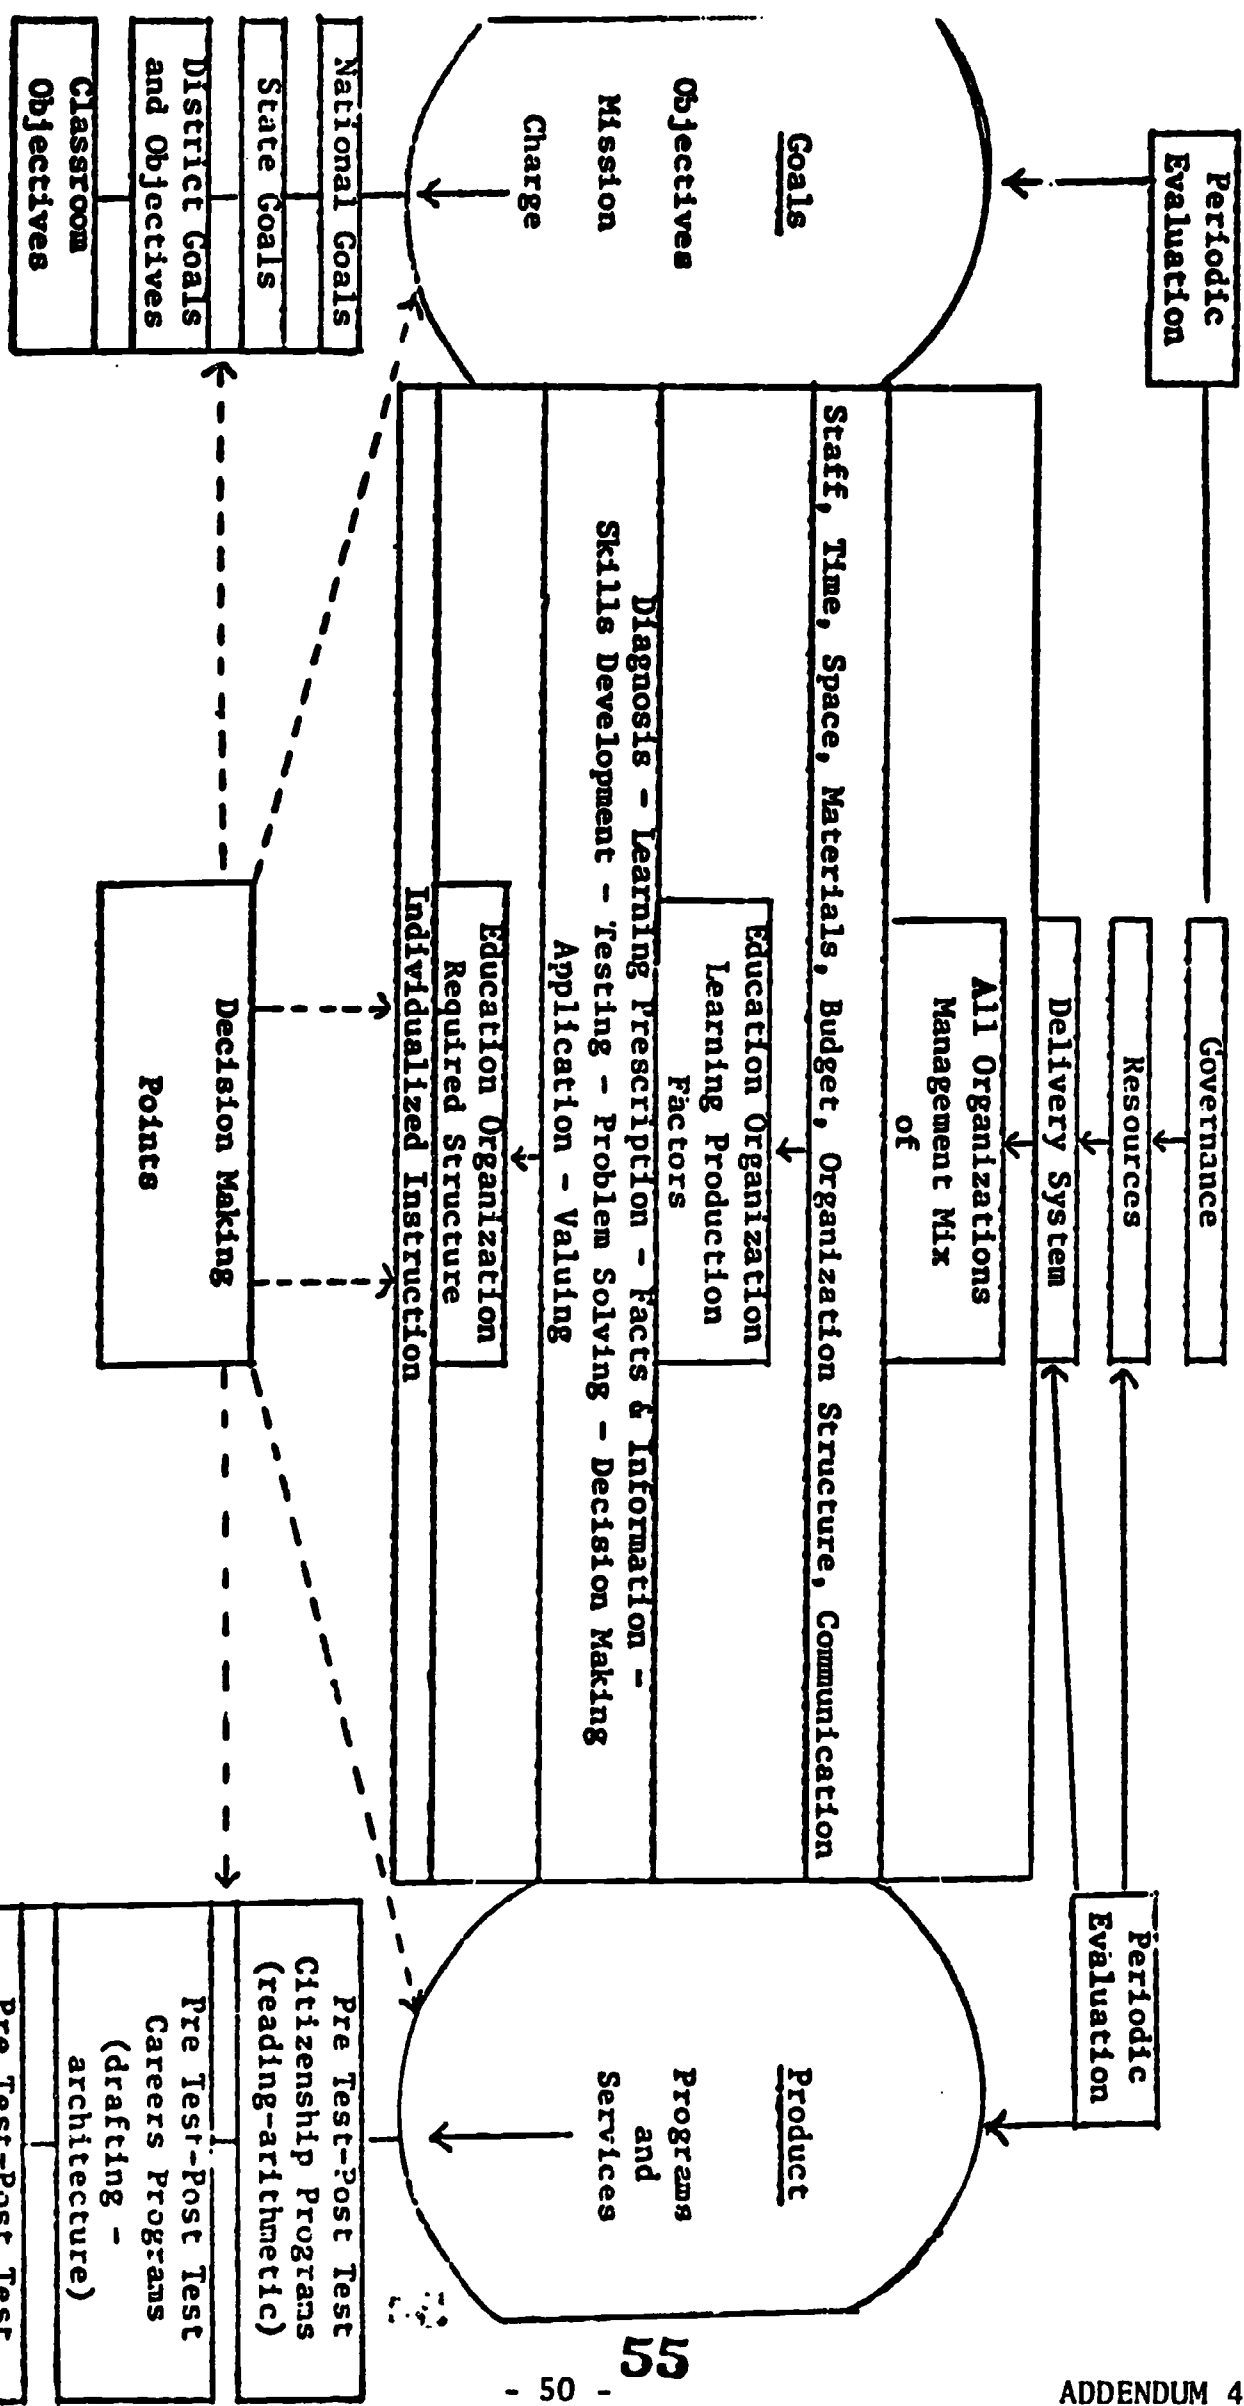 Periodic
Evaluation
Goals
Objectives
Mission
Charge
National Goals
State Goals
District Goals
and Objectives
Classroom
Objectives
Governance
Resources
Delivery System
All Organizations
Management Mix
of
Staff, Time, Space, Materials, Budget, Organization Structure, Communication
Education Organization
Learning Production
Factors
Diagnosis - Learning Prescription - Facts & Information -
Skills Development - Testing - Problem Solving - Decision Making
Application - Valuing
Education Organization
Required Structure
Individualized Instruction
Decision Making
Points
Periodic
Evaluation
Product
Programs
and
Services
Pre Test-Post Test
Citizenship Programs
(reading-arithmetic)
Pre Test-Post Test
Careers Programs
(drafting -
architecture)
Pre Test-Post Test
55
- 50 -
ADDENDUM 4